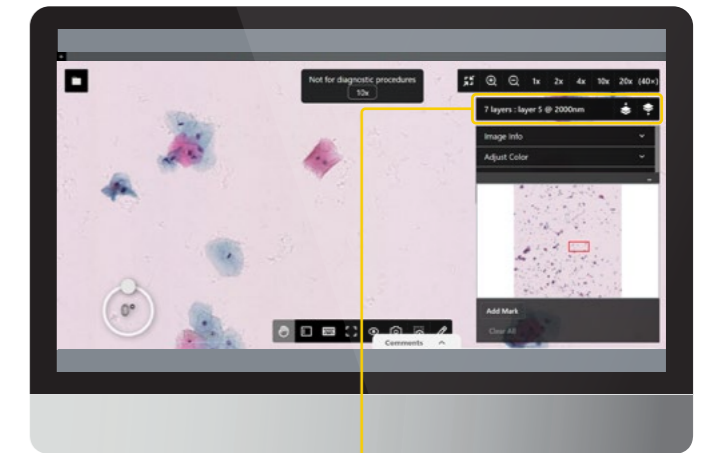 Not for diagnostic procedures
10x
1x 2x 4x 10x 20x (40×)
7 layers : layer 5 @ 2000nm
Image Info
Adjust Color
0°
Add Mark
Clear All
Comments